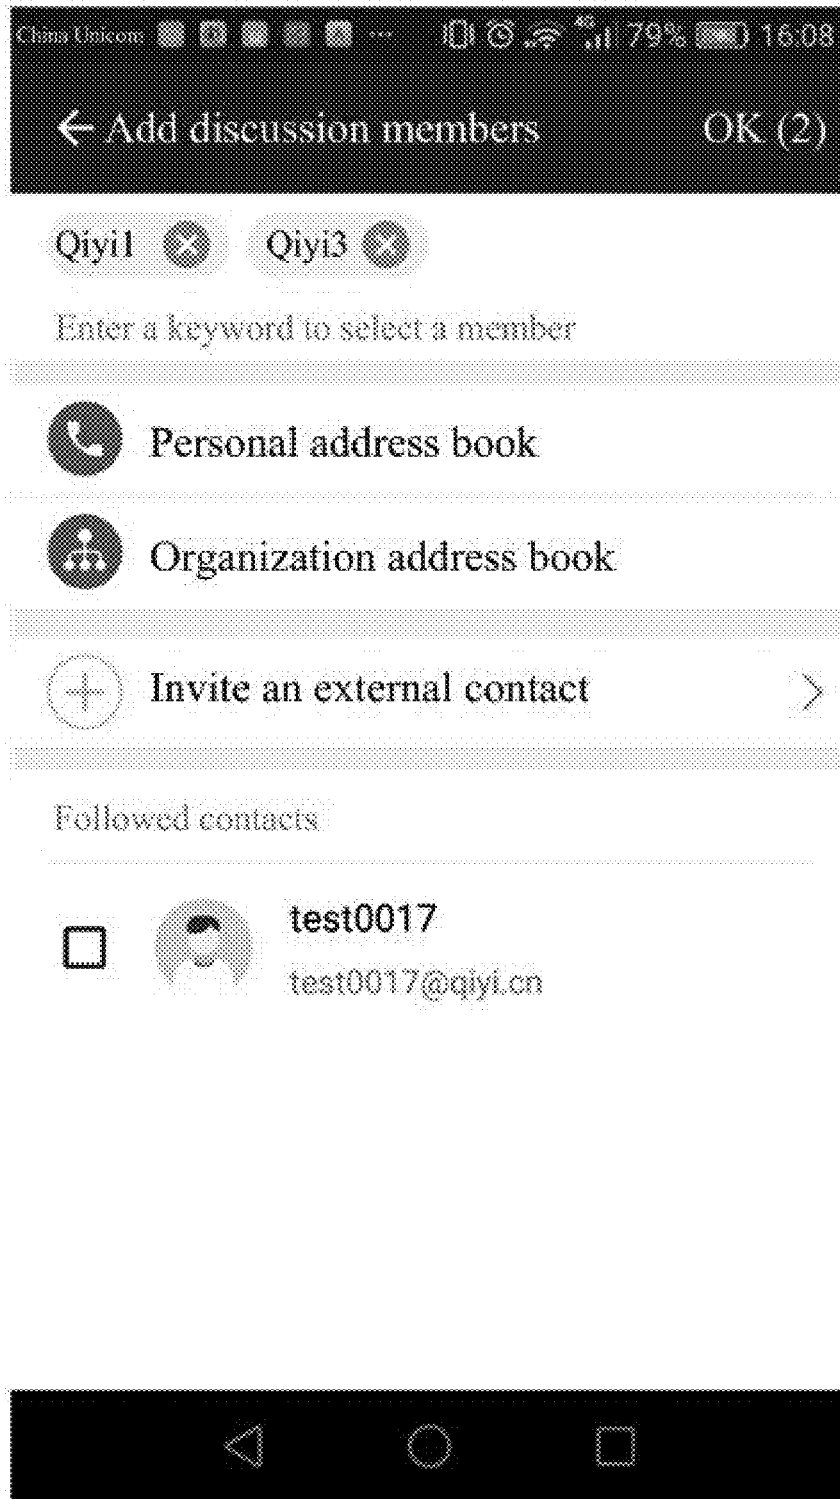 China Unicom ... 4G 79% 16:08
Add discussion members OK (2)
Qiyi1 Qiyi3
Enter a keyword to select a member
Personal address book
Organization address book
Invite an external contact
Followed contacts
test0017
test0017@qiyi.cn